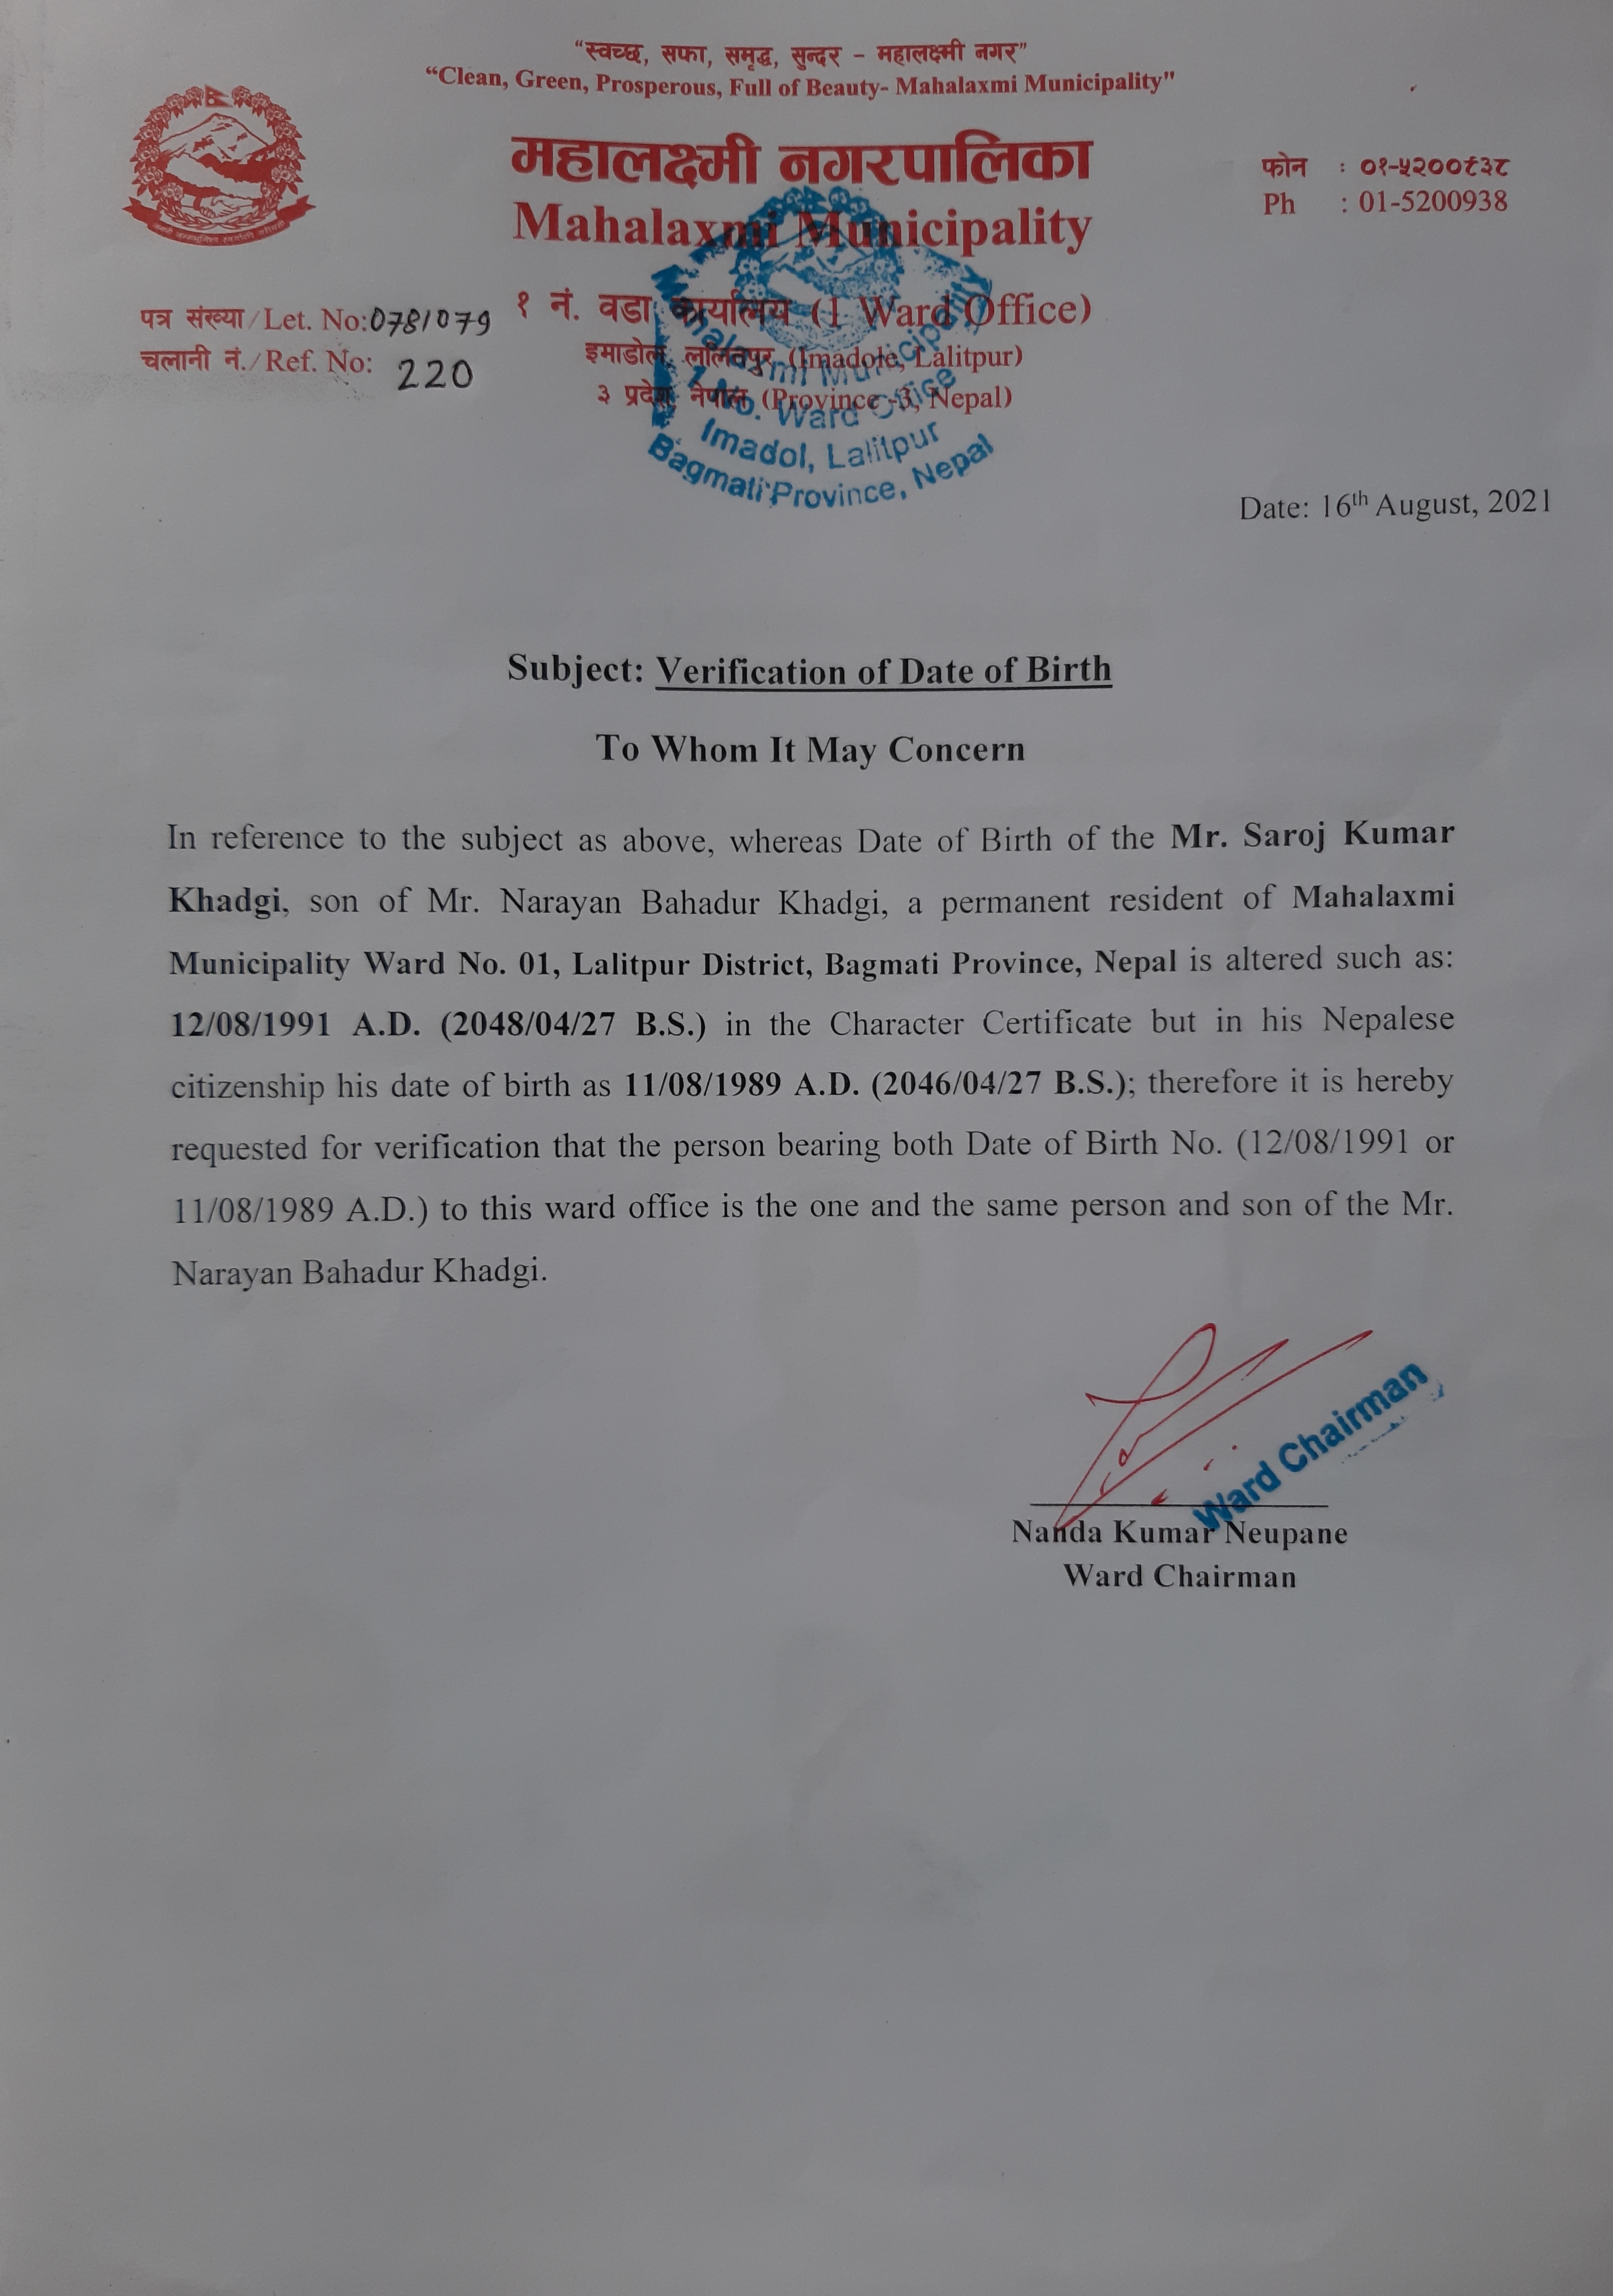 “स्वच्छ, सफा, समृद्ध, सुन्दर - महालक्ष्मी नगर”
“Clean, Green, Prosperous, Full of Beauty- Mahalaxmi Municipality"
महालक्ष्मी नगरपालिका
Mahalaxmi Municipality
फोन : ०१-५२००९३८
Ph : 01-5200938
१ नं. वडा कार्यालय (1 Ward Office)
इमाडोल, ललितपुर (Imadole, Lalitpur)
३ प्रदेश, नेपाल (Province -3, Nepal)
पत्र संख्या/Let. No:078/079
चलानी नं./Ref. No: 220
Mahalaxmi Municipality
1 No. Ward Office
Imadol, Lalitpur
Bagmati Province, Nepal
Date: 16th August, 2021
Subject: Verification of Date of Birth
To Whom It May Concern
In reference to the subject as above, whereas Date of Birth of the Mr. Saroj Kumar
Khadgi, son of Mr. Narayan Bahadur Khadgi, a permanent resident of Mahalaxmi
Municipality Ward No. 01, Lalitpur District, Bagmati Province, Nepal is altered such as:
12/08/1991 A.D. (2048/04/27 B.S.) in the Character Certificate but in his Nepalese
citizenship his date of birth as 11/08/1989 A.D. (2046/04/27 B.S.); therefore it is hereby
requested for verification that the person bearing both Date of Birth No. (12/08/1991 or
11/08/1989 A.D.) to this ward office is the one and the same person and son of the Mr.
Narayan Bahadur Khadgi.
Ward Chairman
Nanda Kumar Neupane
Ward Chairman